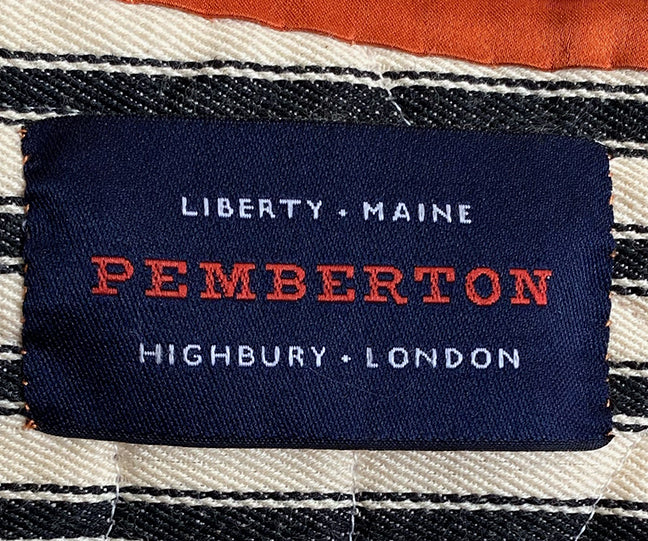 LIBERTY • MAINE
PEMBERTON
HIGHBURY • LONDON